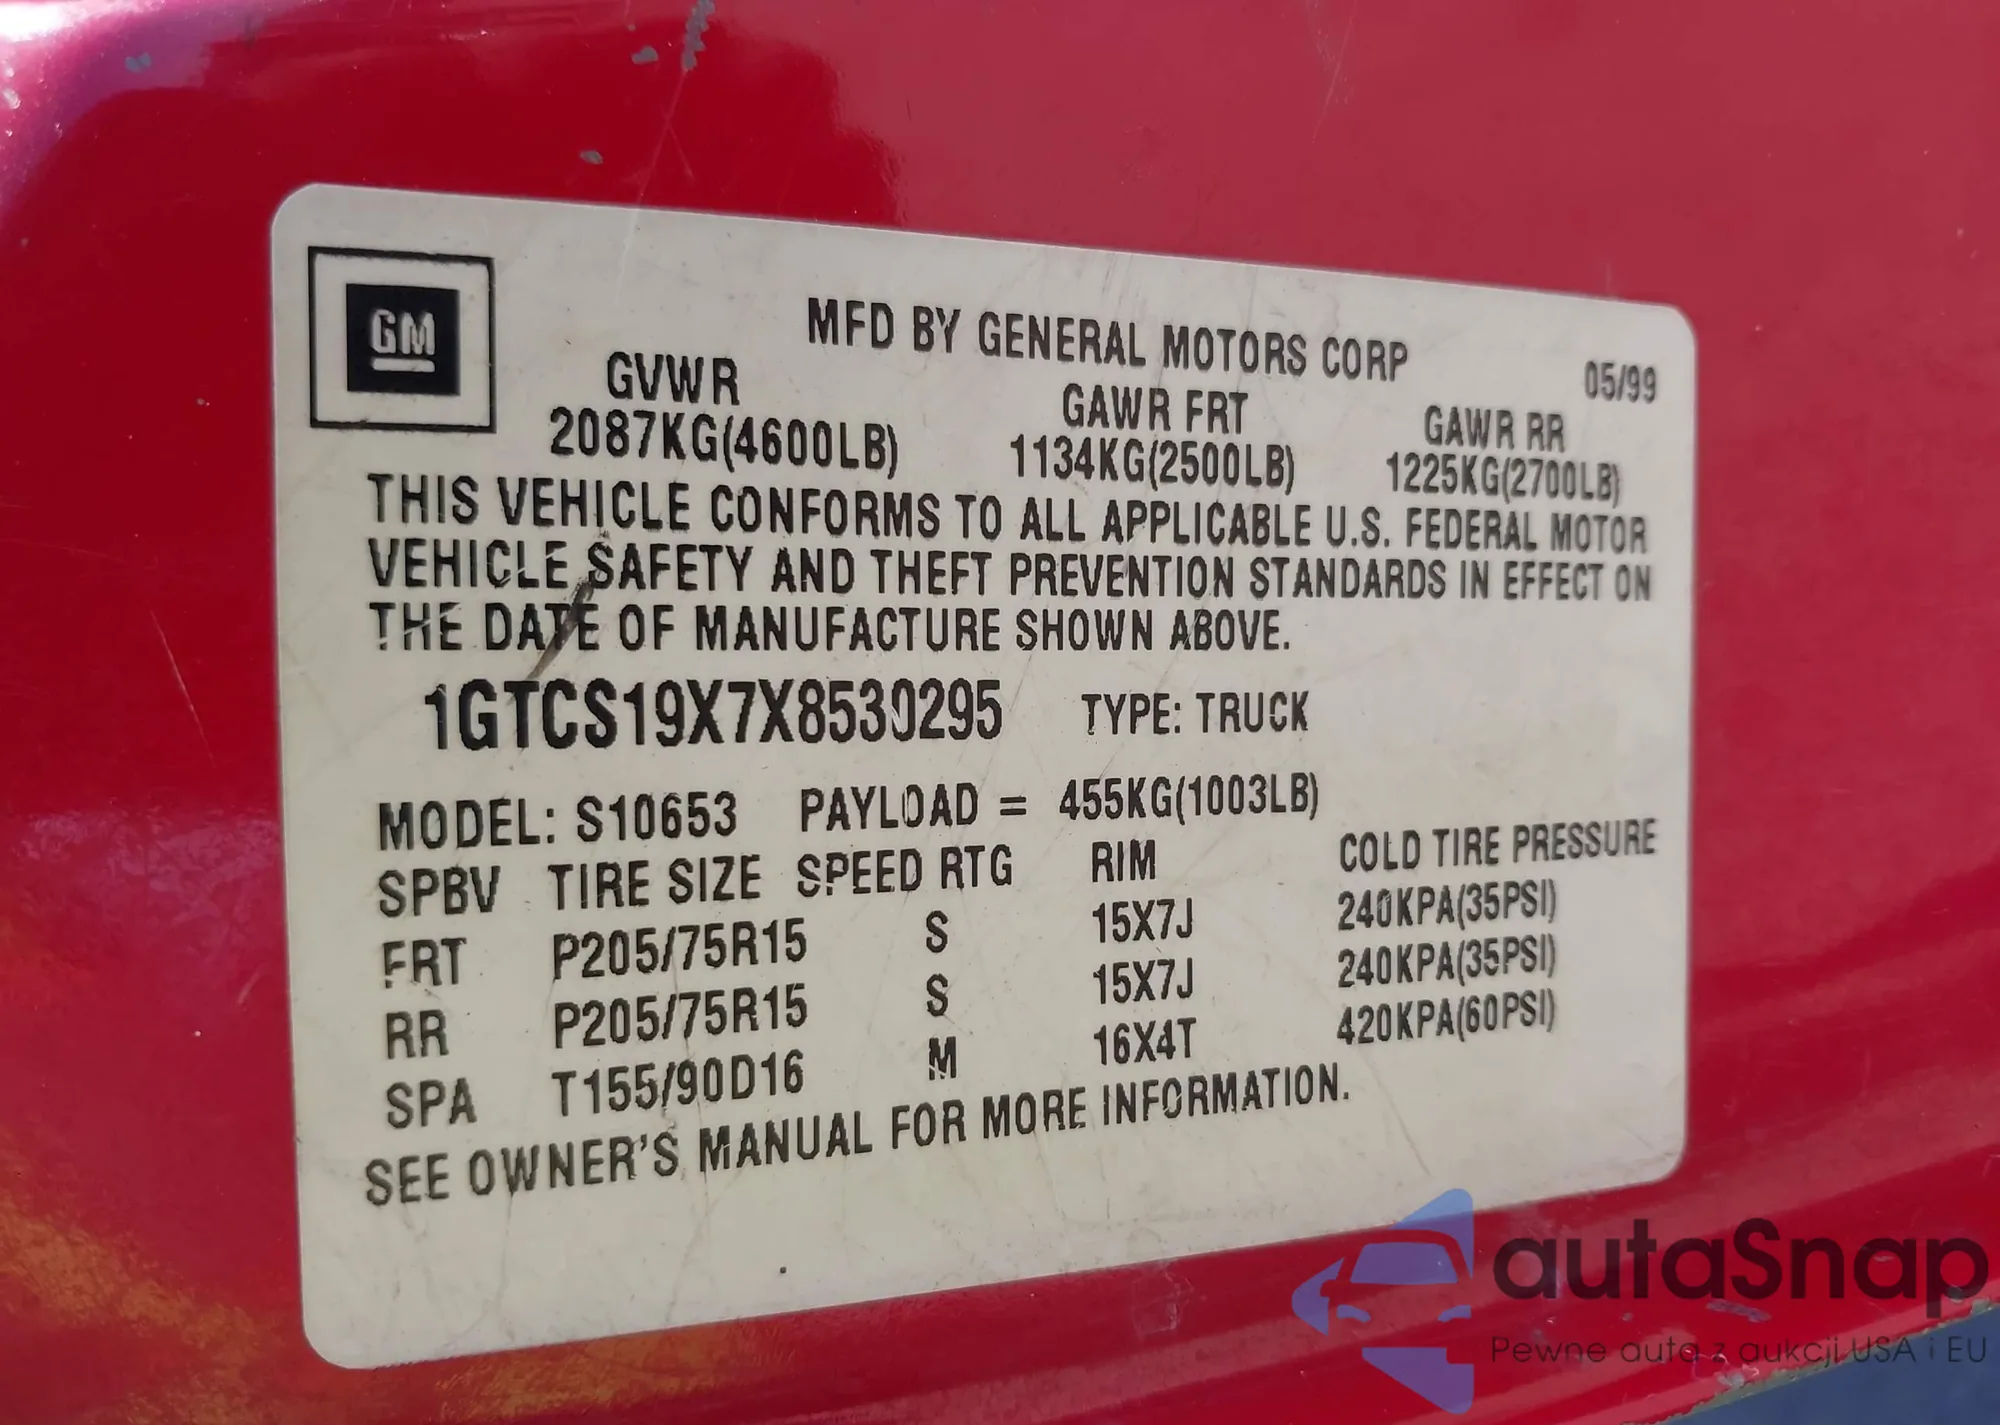 GM
MFD BY GENERAL MOTORS CORP
05/99
GVWR GAWR FRT GAWR RR
2087KG(4600LB) 1134KG(2500LB) 1225KG(2700LB)
THIS VEHICLE CONFORMS TO ALL APPLICABLE U.S. FEDERAL MOTOR
VEHICLE SAFETY AND THEFT PREVENTION STANDARDS IN EFFECT ON
THE DATE OF MANUFACTURE SHOWN ABOVE.
1GTCS19X7X8530295 TYPE: TRUCK
MODEL: S10653 PAYLOAD = 455KG(1003LB)
SPBV TIRE SIZE SPEED RTG RIM COLD TIRE PRESSURE
FRT P205/75R15 S 15X7J 240KPA(35PSI)
RR P205/75R15 S 15X7J 240KPA(35PSI)
SPA T155/90D16 M 16X4T 420KPA(60PSI)
SEE OWNER'S MANUAL FOR MORE INFORMATION.
autaSnap
Pewne auta z aukcji USA i EU